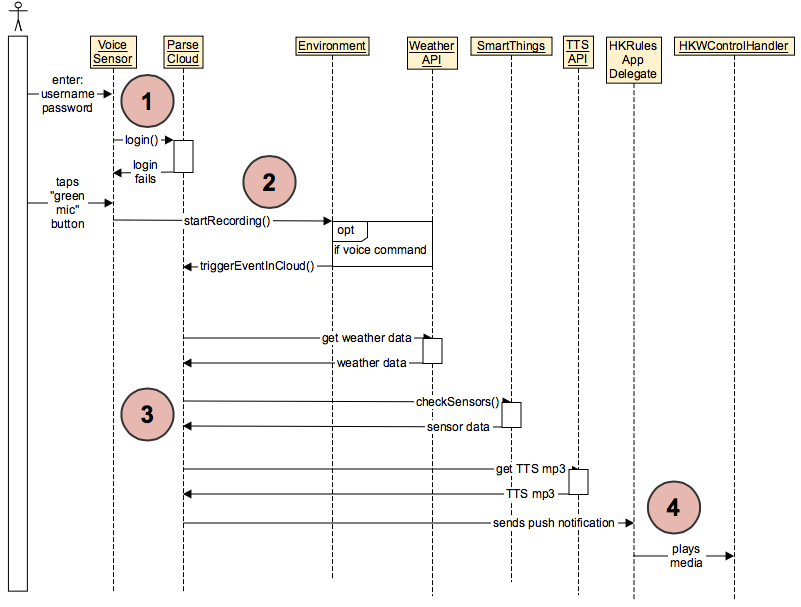 Voice
Sensor
Parse
Cloud
Environment
Weather
API
SmartThings
TTS
API
HKRules
App
Delegate
HKWControlHandler
enter:
username
password
1
login()
login
fails
taps
"green
mic"
button
2
startRecording()
opt
if voice command
triggerEventInCloud()
get weather data
weather data
3
checkSensors()
sensor data
get TTS mp3
TTS mp3
4
sends push notification
plays
media